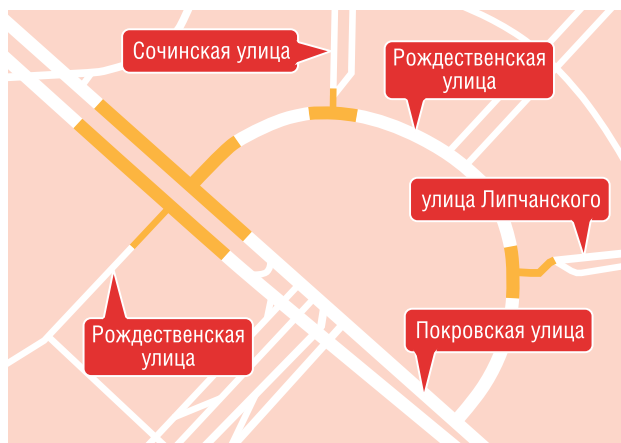 Сочинская улица
Рождественская
улица
улица Липчанского
Рождественская
улица
Покровская улица